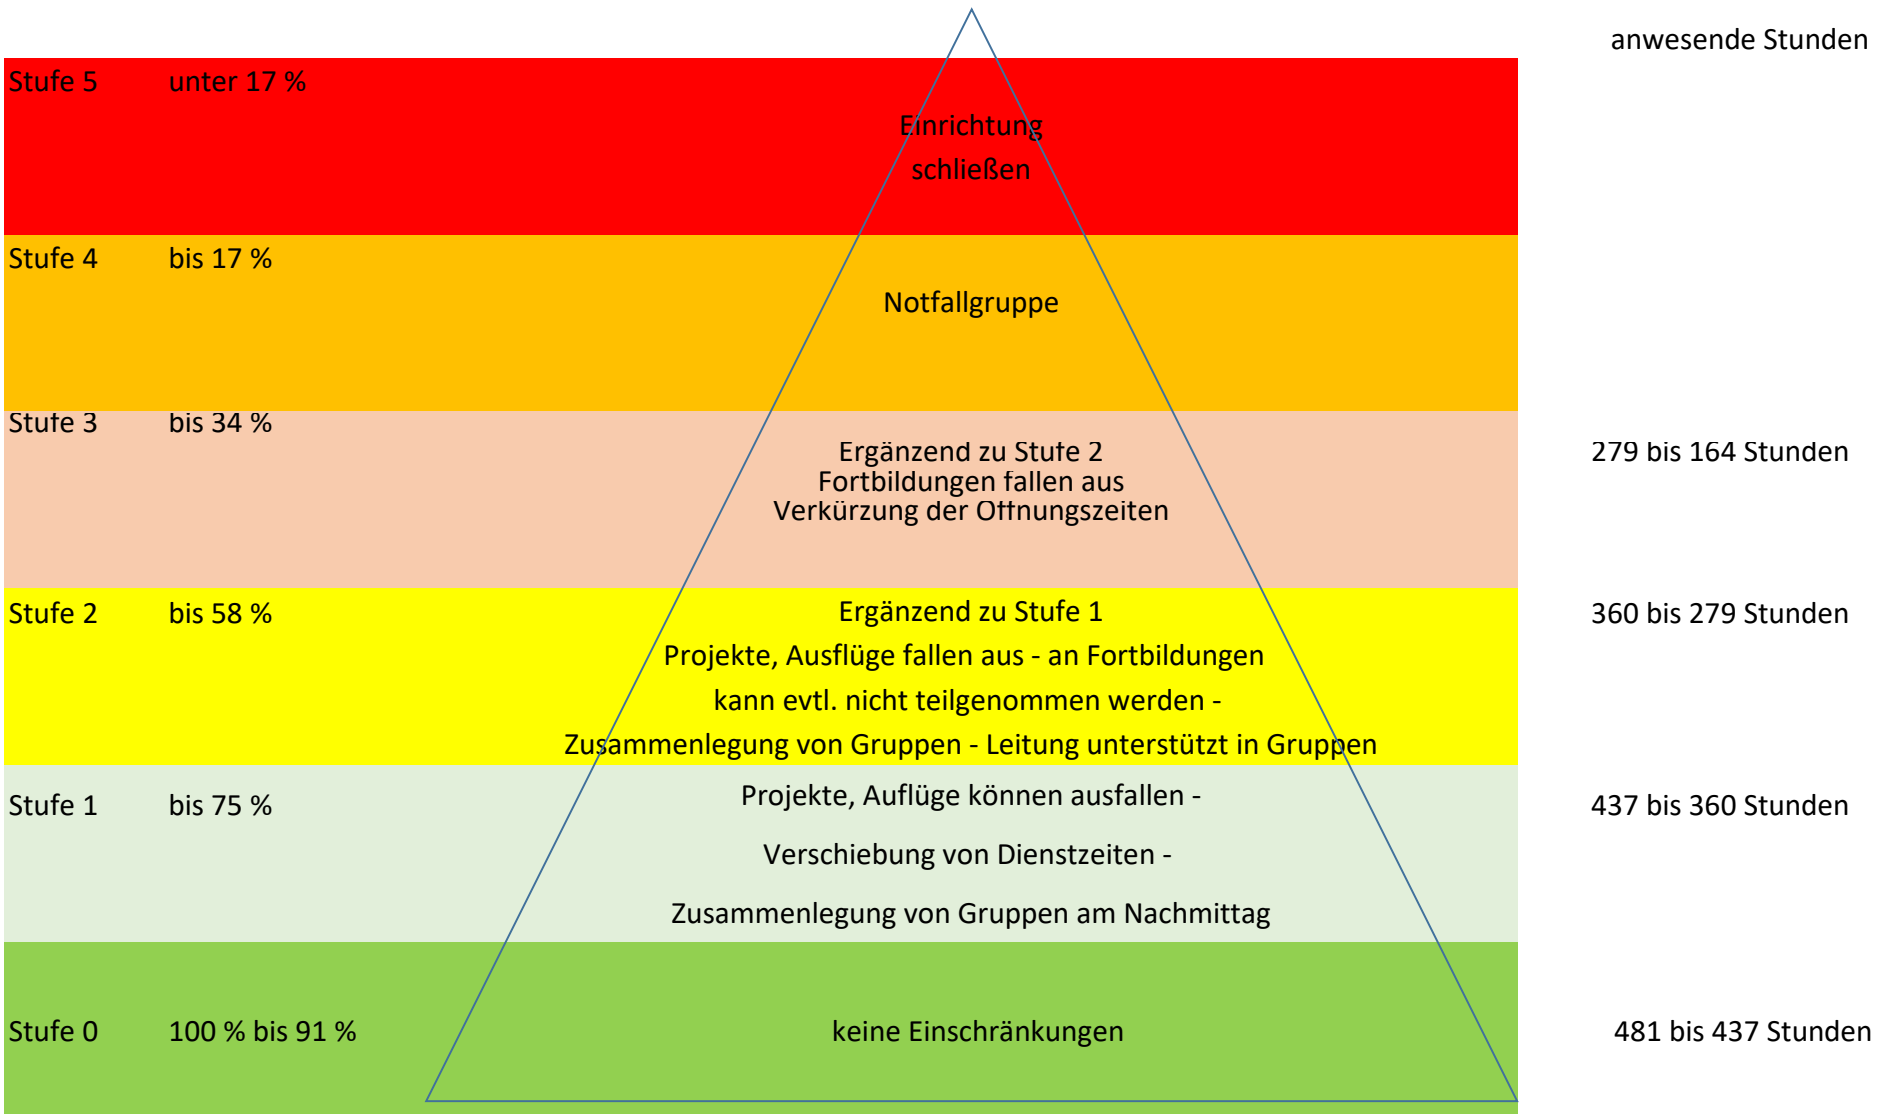 anwesende Stunden
Stufe 5 unter 17 %
Einrichtung
schließen
Stufe 4 bis 17 %
Notfallgruppe
Stufe 3 bis 34 %
Ergänzend zu Stufe 2 279 bis 164 Stunden
Fortbildungen fallen aus
Verkürzung der Öffnungszeiten
Stufe 2 bis 58 % Ergänzend zu Stufe 1 360 bis 279 Stunden
Projekte, Ausflüge fallen aus - an Fortbildungen
kann evtl. nicht teilgenommen werden -
Zusammenlegung von Gruppen - Leitung unterstützt in Gruppen
Stufe 1 bis 75 % Projekte, Auflüge können ausfallen - 437 bis 360 Stunden
Verschiebung von Dienstzeiten -
Zusammenlegung von Gruppen am Nachmittag
Stufe 0 100 % bis 91 % keine Einschränkungen 481 bis 437 Stunden